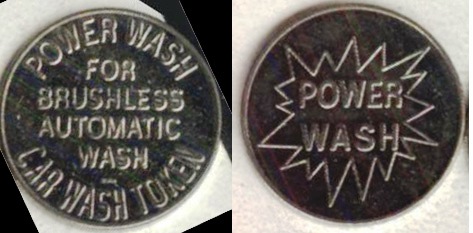 POWER WASH
FOR
BRUSHLESS
AUTOMATIC
WASH
CAR WASH TOKEN
POWER
WASH